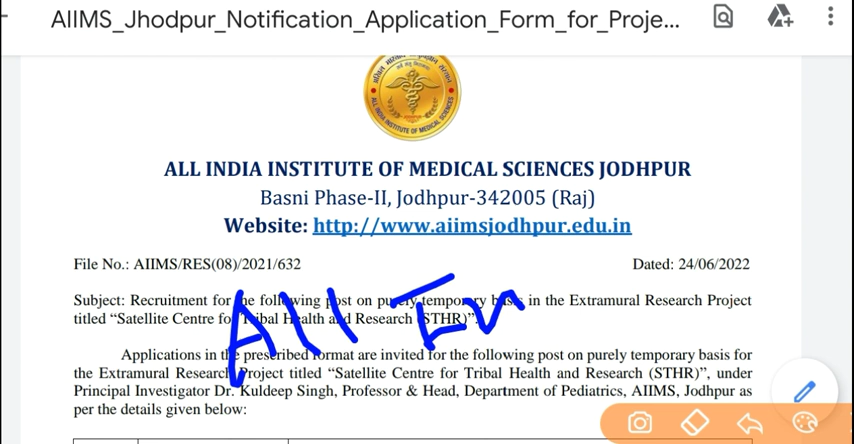 AIIMS_Jhodpur_Notification_Application_Form_for_Proje...
ALL INDIA INSTITUTE OF MEDICAL SCIENCES
ALL INDIA INSTITUTE OF MEDICAL SCIENCES JODHPUR
Basni Phase-II, Jodhpur-342005 (Raj)
Website: http://www.aiimsjodhpur.edu.in
File No.: AIIMS/RES(08)/2021/632 Dated: 24/06/2022
Subject: Recruitment for the following post on purely temporary basis in the Extramural Research Project
titled “Satellite Centre for Tribal Health and Research (STHR)”.
All In
Applications in the prescribed format are invited for the following post on purely temporary basis for
the Extramural Research Project titled “Satellite Centre for Tribal Health and Research (STHR)”, under
Principal Investigator Dr. Kuldeep Singh, Professor & Head, Department of Pediatrics, AIIMS, Jodhpur as
per the details given below: